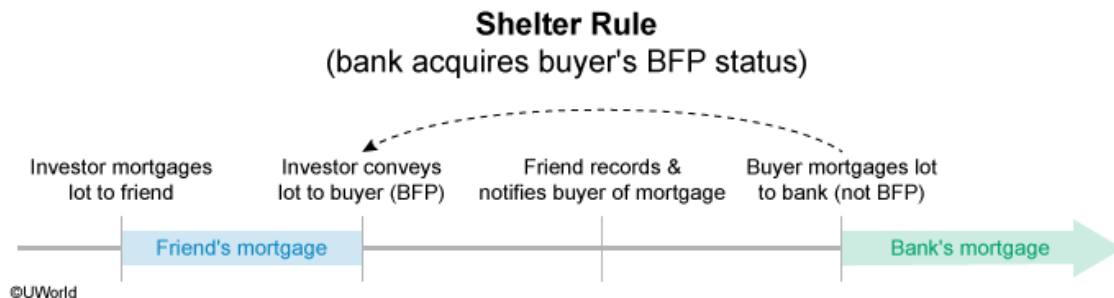 Shelter Rule
(bank acquires buyer's BFP status)
Investor mortgages
lot to friend
Investor conveys
lot to buyer (BFP)
Friend records &
notifies buyer of mortgage
Buyer mortgages lot
to bank (not BFP)
Friend's mortgage
Bank's mortgage
©UWorld